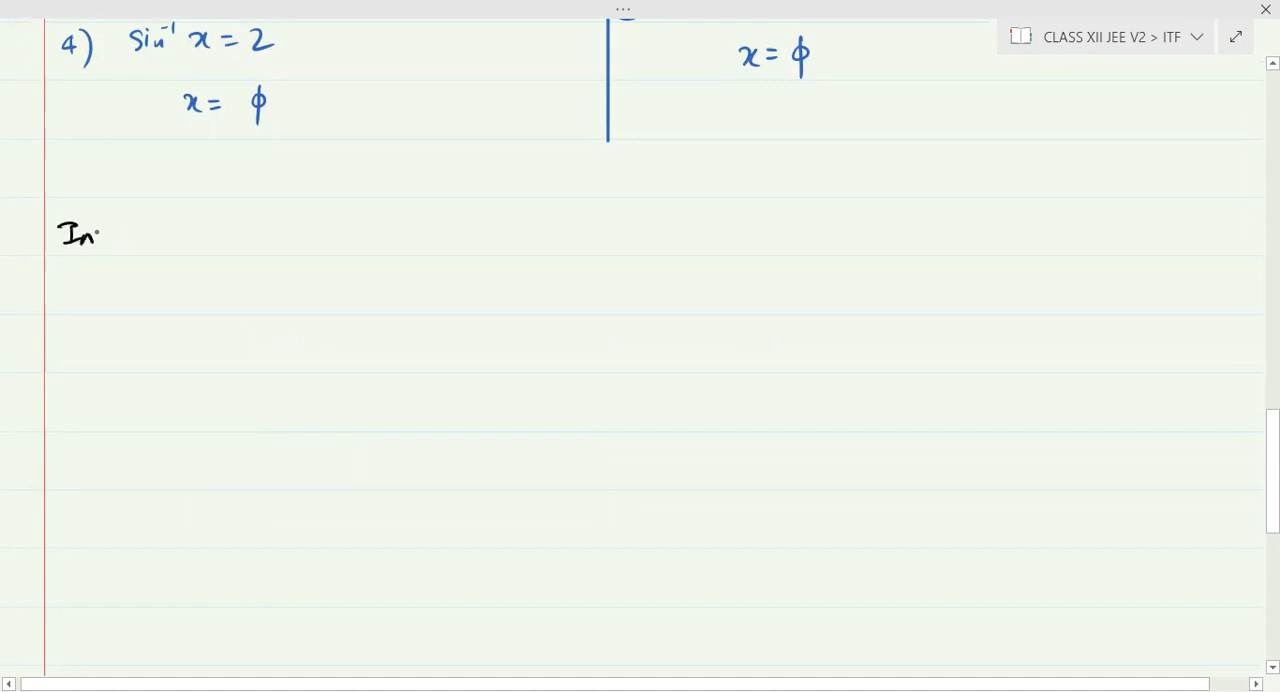 CLASS XII JEE V2 > ITF
4) sin⁻¹ x = 2
x = ϕ
x = ϕ
In